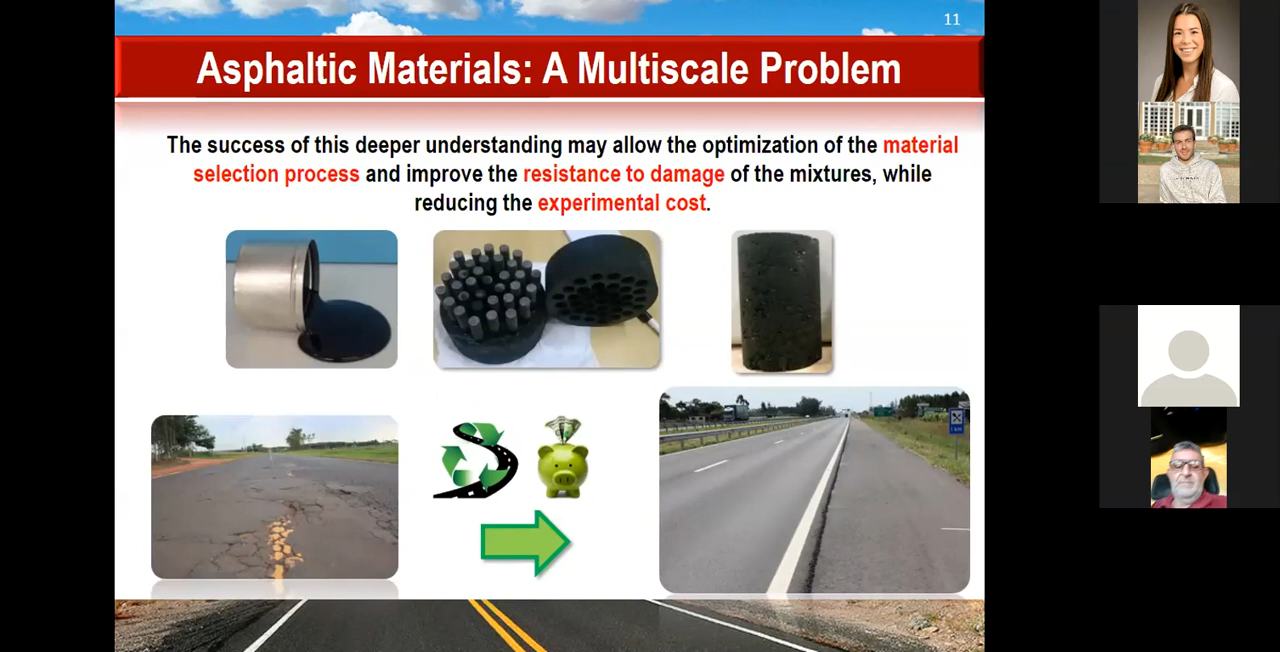 11
Asphaltic Materials: A Multiscale Problem
The success of this deeper understanding may allow the optimization of the material
selection process and improve the resistance to damage of the mixtures, while
reducing the experimental cost.